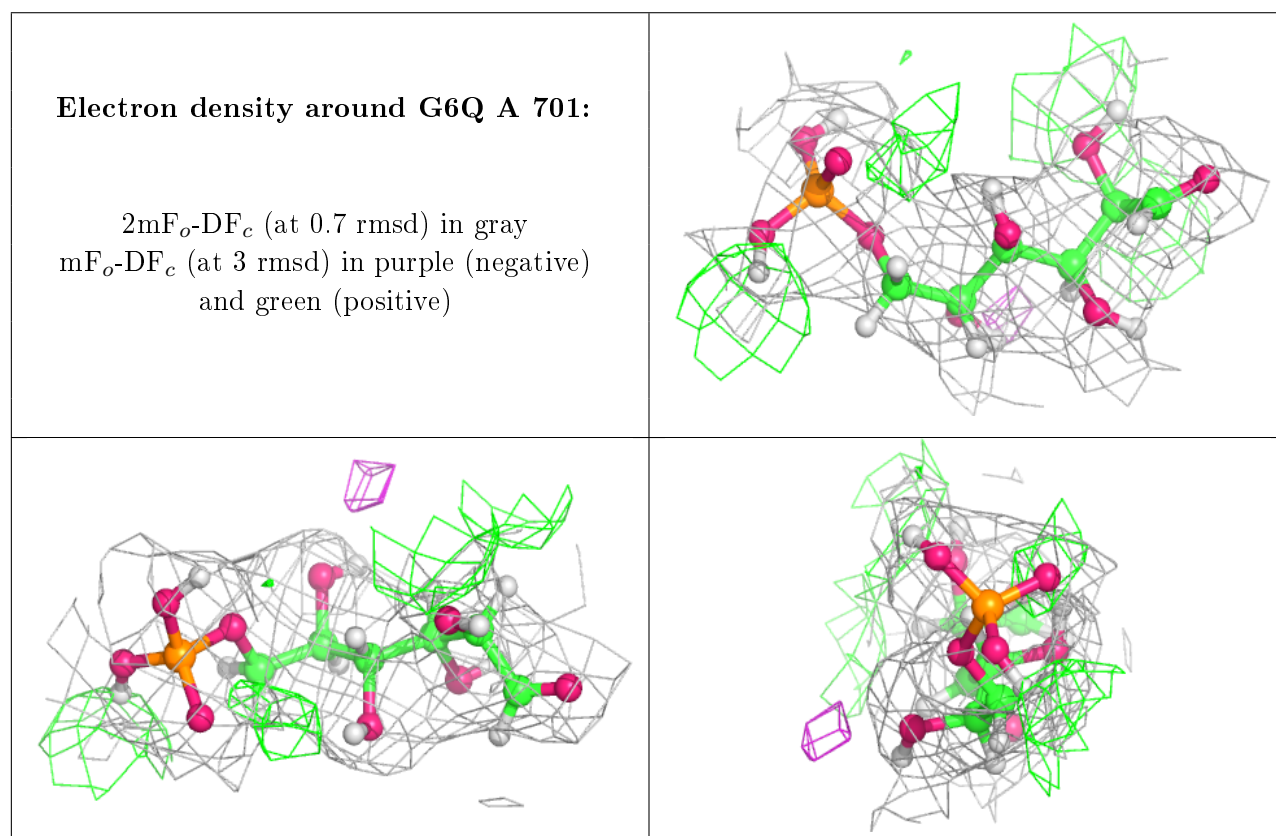 Electron density around G6Q A 701:
2mFₒ-DF𝒸 (at 0.7 rmsd) in gray
mFₒ-DF𝒸 (at 3 rmsd) in purple (negative)
and green (positive)